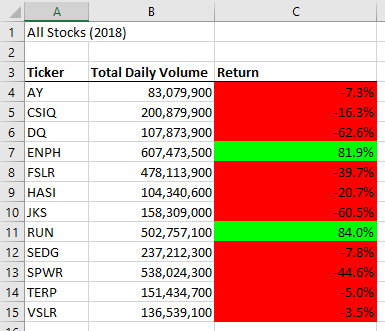 A B C
1 All Stocks (2018)
2
3 Ticker Total Daily Volume Return
4 AY 83,079,900 -7.3%
5 CSIQ 200,879,900 -16.3%
6 DQ 107,873,900 -62.6%
7 ENPH 607,473,500 81.9%
8 FSLR 478,113,900 -39.7%
9 HASI 104,340,600 -20.7%
10 JKS 158,309,000 -60.5%
11 RUN 502,757,100 84.0%
12 SEDG 237,212,300 -7.8%
13 SPWR 538,024,300 -44.6%
14 TERP 151,434,700 -5.0%
15 VSLR 136,539,100 -3.5%